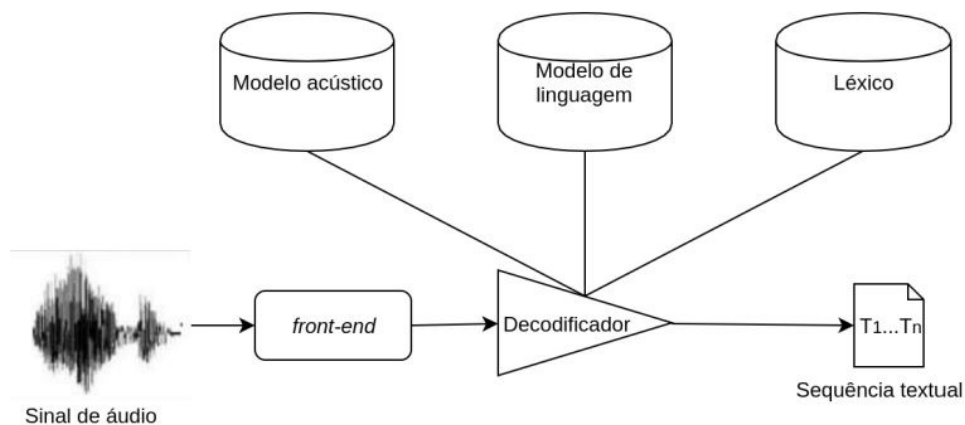 Modelo acústico
Modelo de
linguagem
Léxico
front-end
Decodificador
T1...Tn
Sequência textual
Sinal de áudio